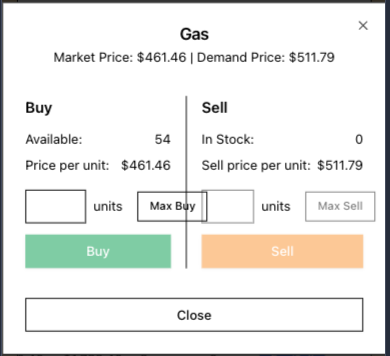 ×
Gas
Market Price: $461.46 | Demand Price: $511.79
Buy
Available: 54
Price per unit: $461.46
units Max Buy
Buy
Sell
In Stock: 0
Sell price per unit: $511.79
units Max Sell
Sell
Close